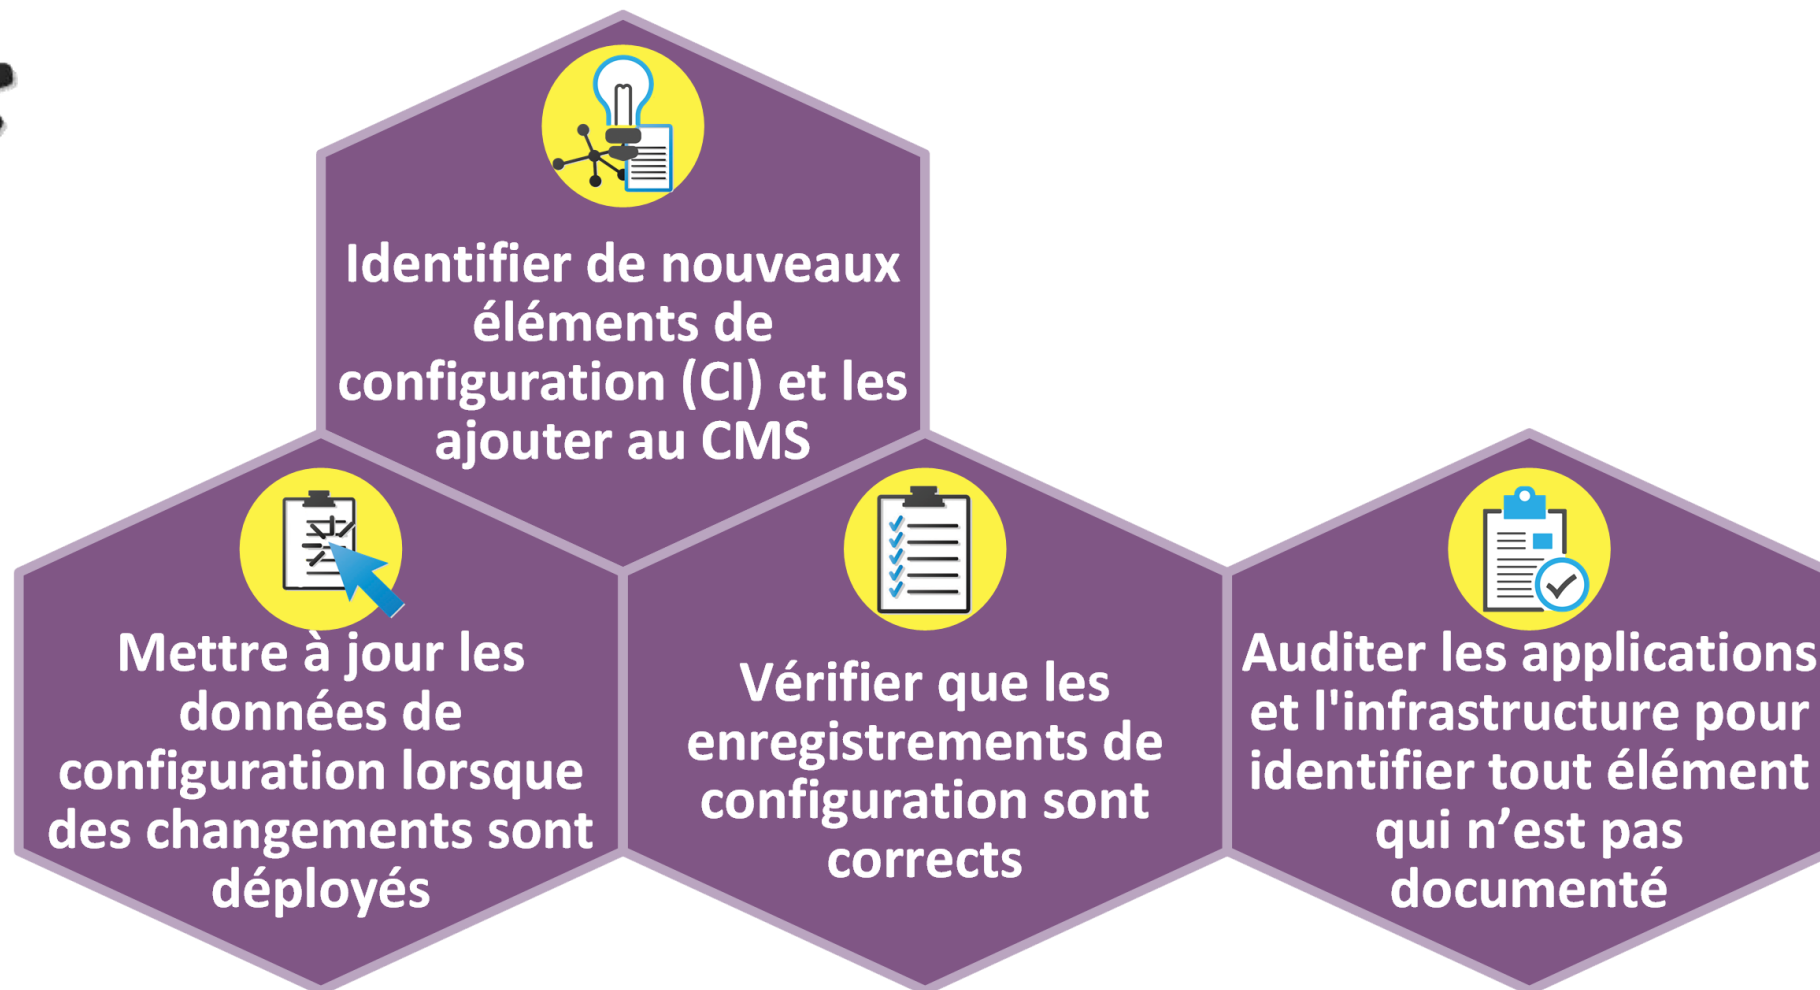 Identifier de nouveaux
éléments de
configuration (CI) et les
ajouter au CMS
Mettre à jour les
données de
configuration lorsque
des changements sont
déployés
Vérifier que les
enregistrements de
configuration sont
corrects
Auditer les applications
et l'infrastructure pour
identifier tout élément
qui n’est pas
documenté